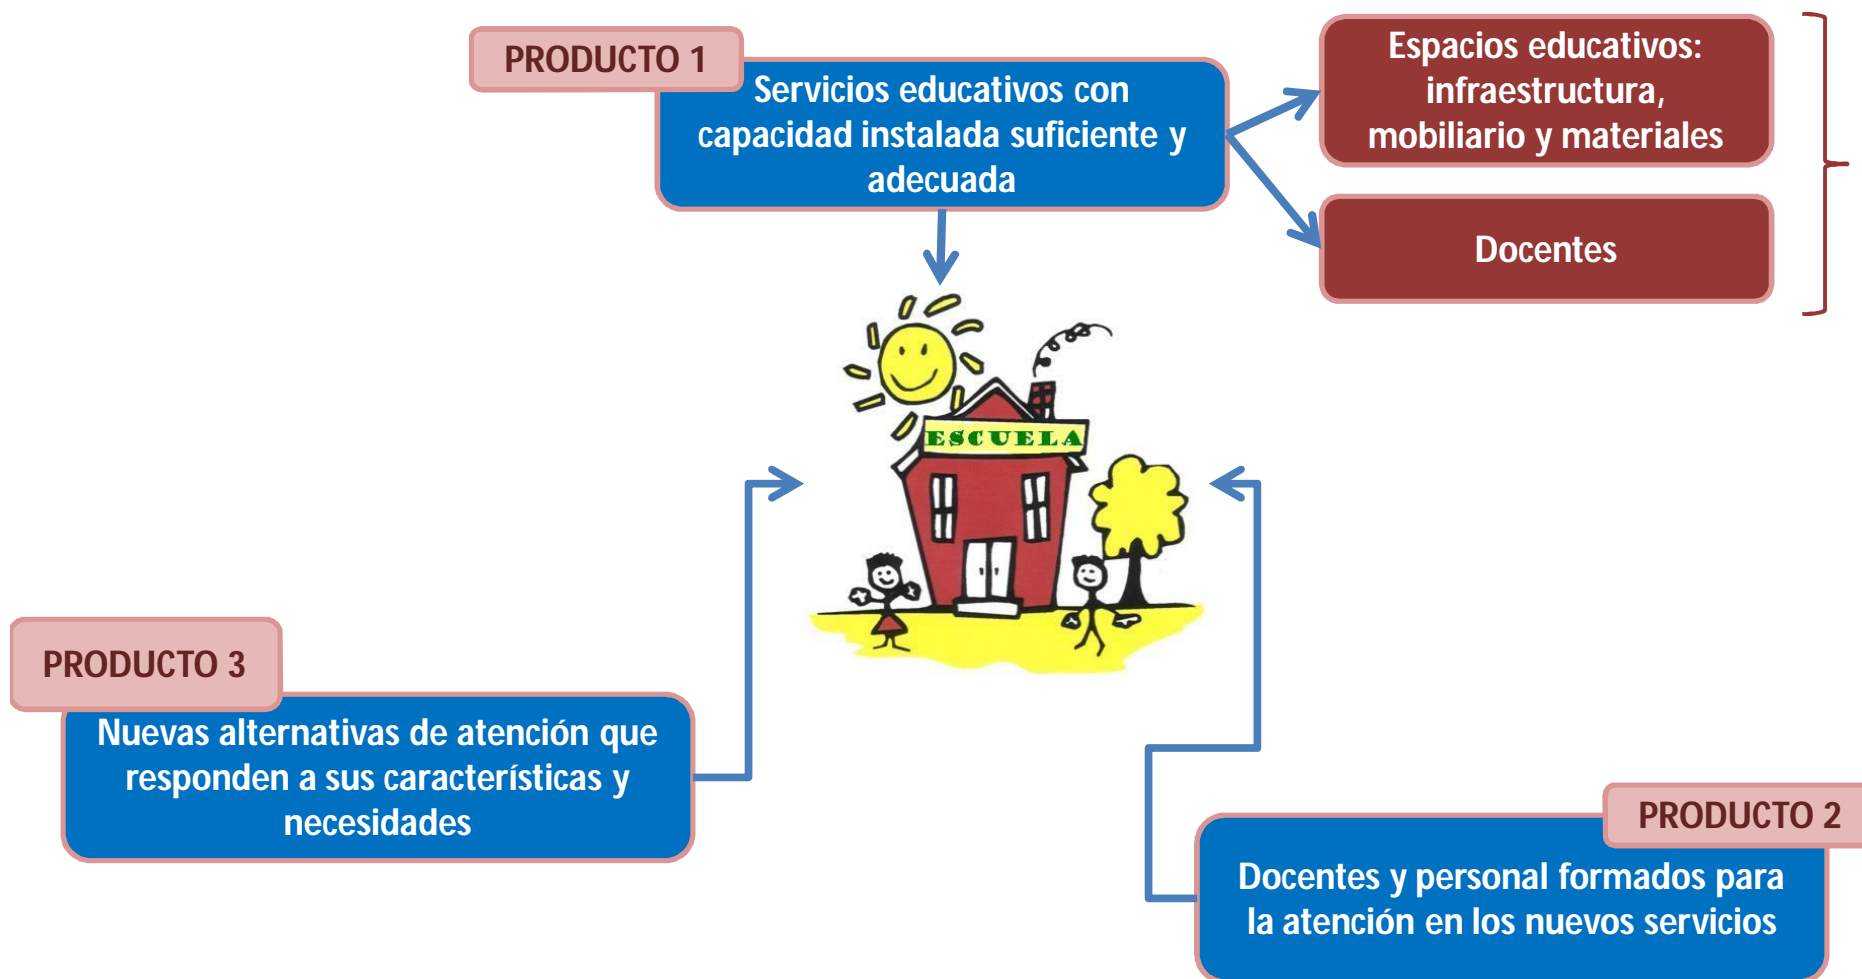 PRODUCTO 1
Servicios educativos con
capacidad instalada suficiente y
adecuada
Espacios educativos:
infraestructura,
mobiliario y materiales
Docentes
ESCUELA
PRODUCTO 3
Nuevas alternativas de atención que
responden a sus características y
necesidades
PRODUCTO 2
Docentes y personal formados para
la atención en los nuevos servicios